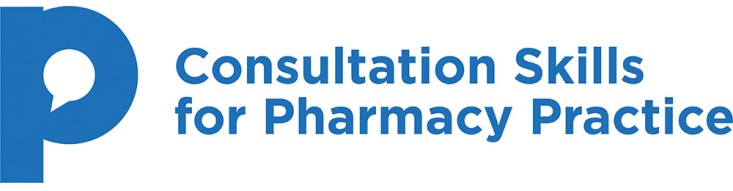 p
Consultation Skills
for Pharmacy Practice